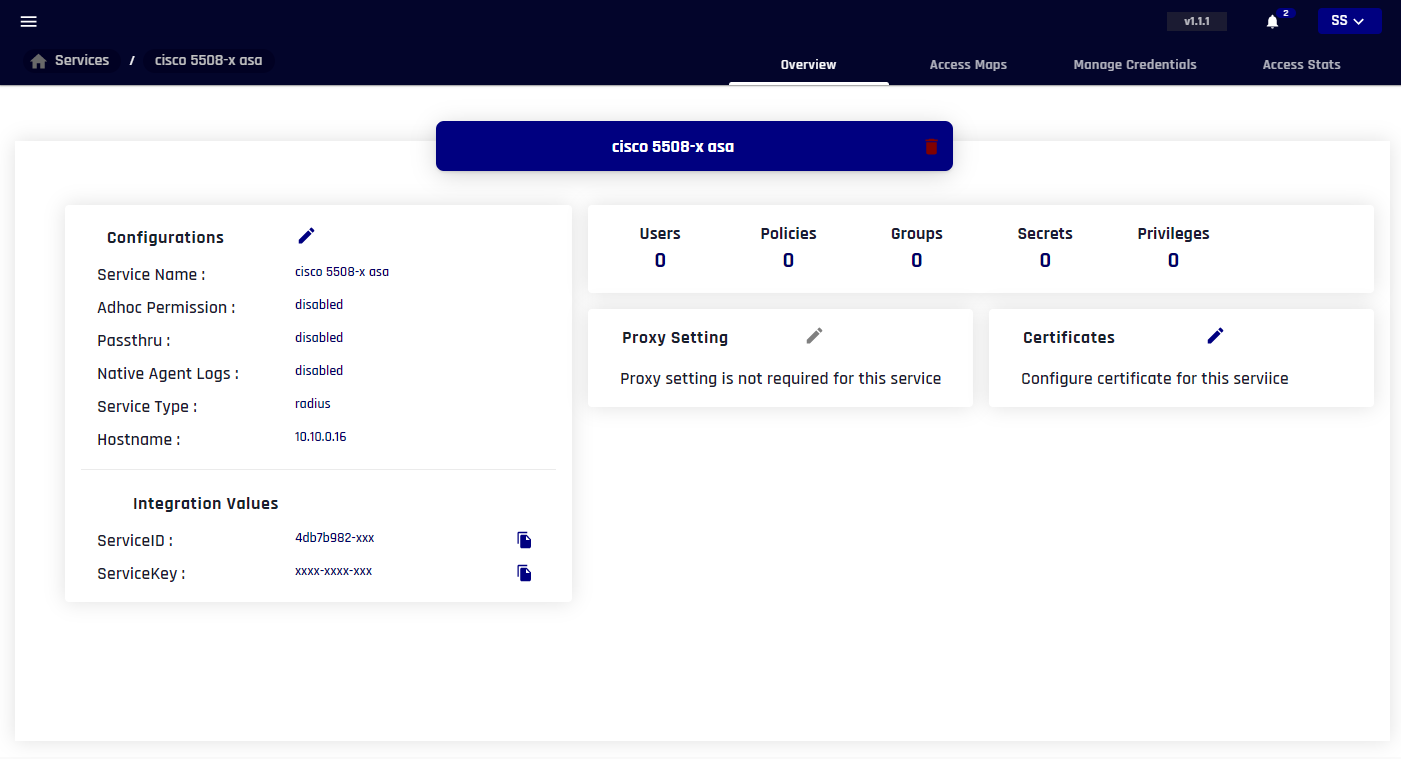 v1.1.1
2
SS
Services / cisco 5508-x asa
Overview Access Maps Manage Credentials Access Stats
cisco 5508-x asa
Configurations
Service Name : cisco 5508-x asa
Adhoc Permission : disabled
Passthru : disabled
Native Agent Logs : disabled
Service Type : radius
Hostname : 10.10.0.16
Integration Values
ServiceID : 4db7b982-xxx
ServiceKey : xxxx-xxxx-xxx
Users Policies Groups Secrets Privileges
0 0 0 0 0
Proxy Setting
Proxy setting is not required for this service
Certificates
Configure certificate for this serviice